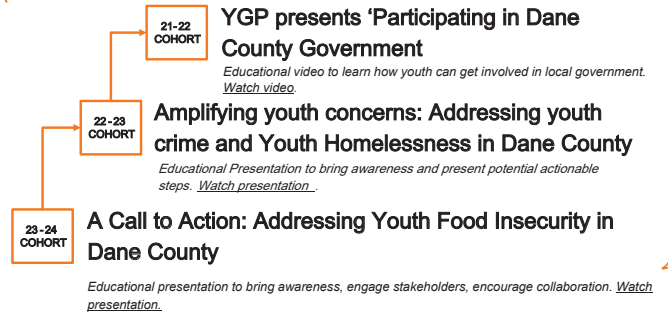 21-22
COHORT
YGP presents ‘Participating in Dane
County Government
Educational video to learn how youth can get involved in local government.
Watch video.
22-23
COHORT
Amplifying youth concerns: Addressing youth
crime and Youth Homelessness in Dane County
Educational Presentation to bring awareness and present potential actionable
steps. Watch presentation .
23-24
COHORT
A Call to Action: Addressing Youth Food Insecurity in
Dane County
Educational presentation to bring awareness, engage stakeholders, encourage collaboration. Watch
presentation.